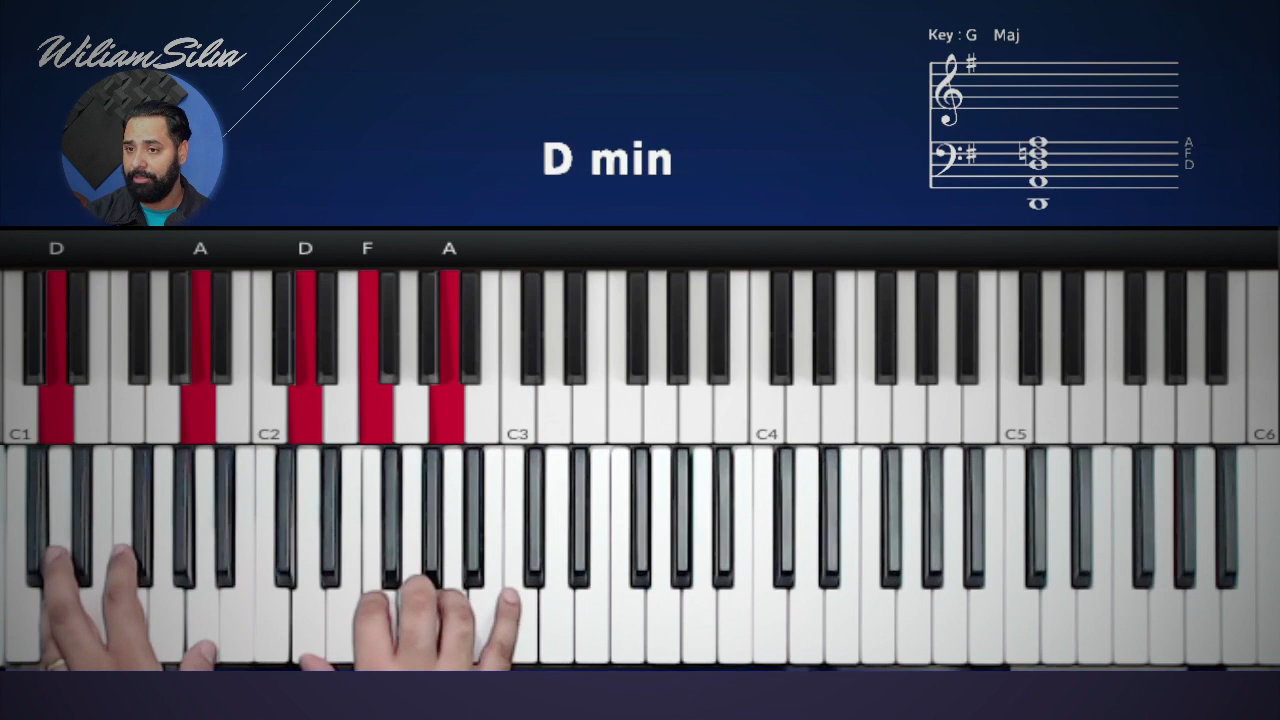 WiliamSilva
Key : G Maj
D min
A
F
D
D A D F A
C1 C2 C3 C4 C5 C6